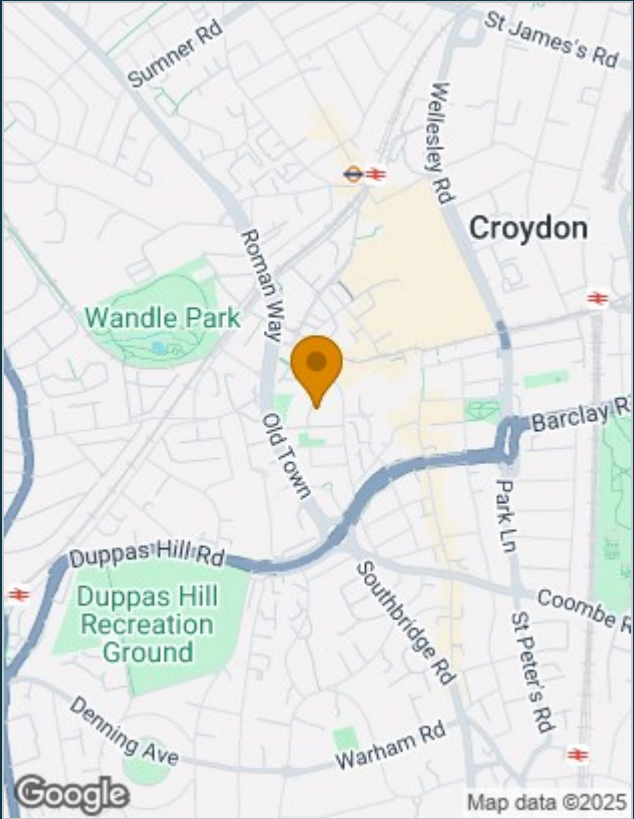 Sumner Rd
St James's Rd
Wellesley Rd
Croydon
Roman Way
Wandle Park
Old Town
Barclay R
Park Ln
Duppas Hill Rd
Duppas Hill
Recreation
Ground
Southbridge Rd
Coombe R
St Peter's Rd
Denning Ave
Warham Rd
Google
Map data ©2025